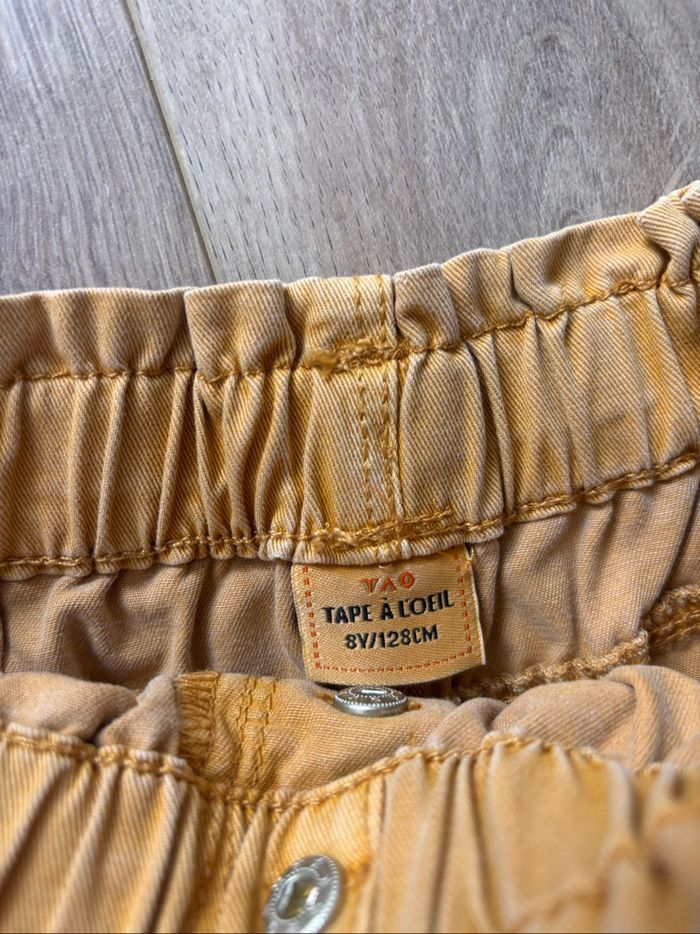 TAO
TAPE À L'OEIL
8Y/128CM